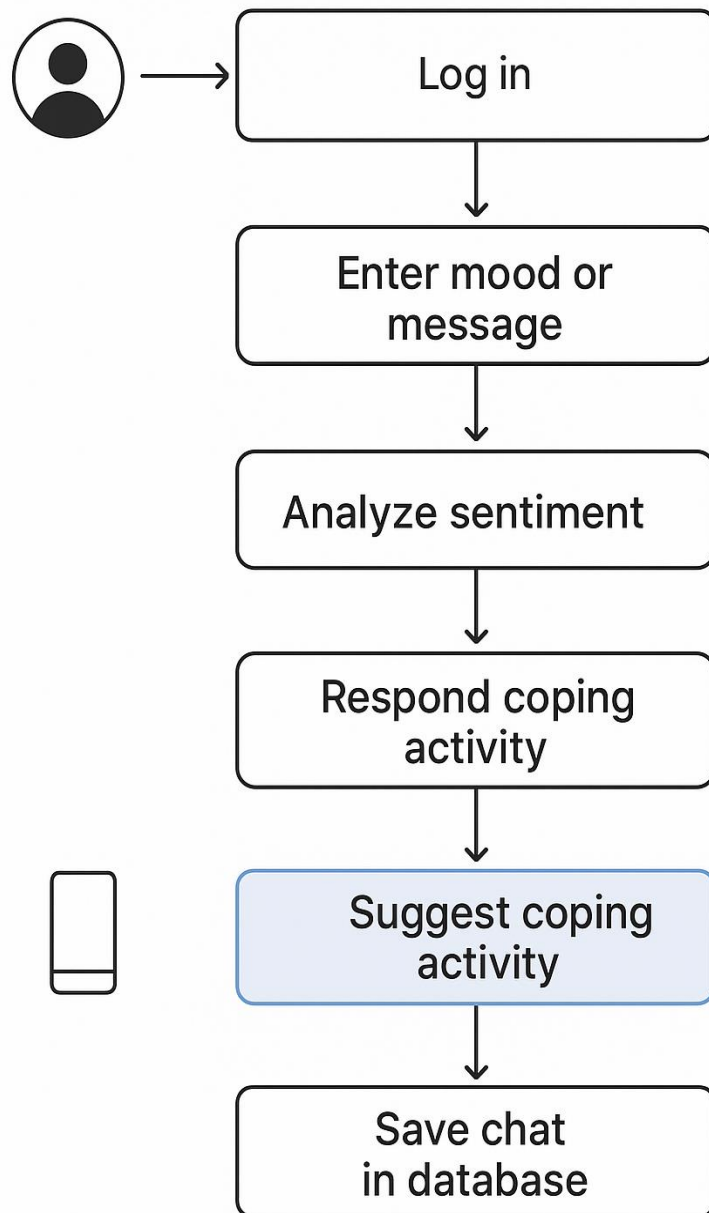 Log in
Enter mood or
message
Analyze sentiment
Respond coping
activity
Suggest coping
activity
Save chat
in database